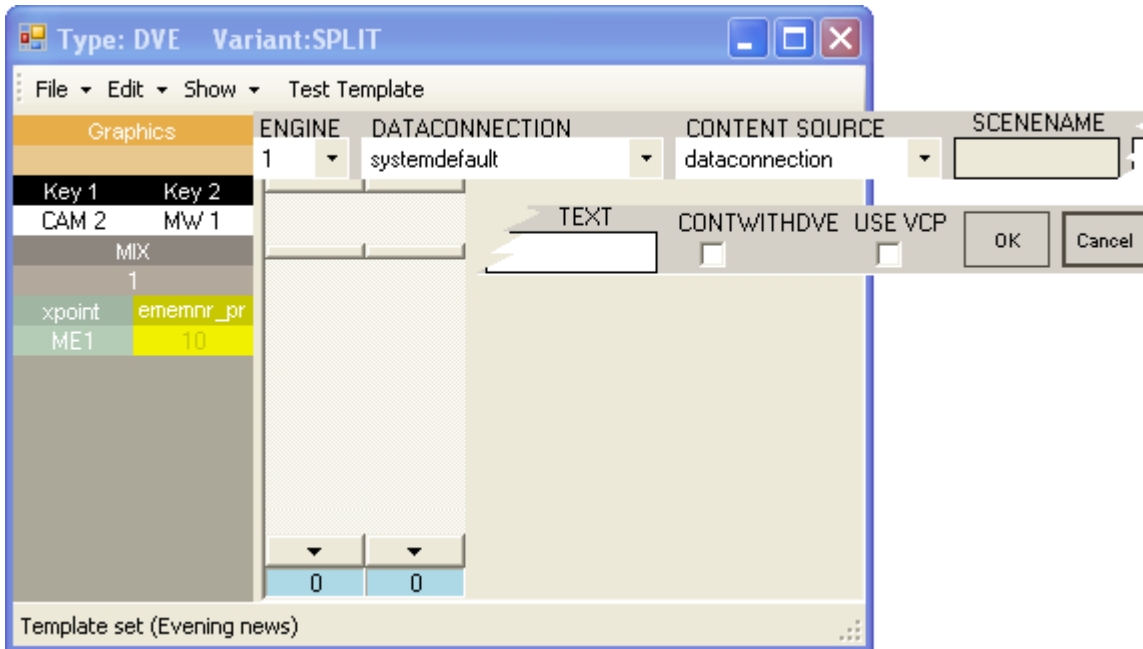 Type: DVE Variant:SPLIT
File Edit Show Test Template
Graphics
ENGINE DATACONNECTION CONTENT SOURCE SCENENAME
1 systemdefault dataconnection
Key 1 Key 2
CAM 2 MW 1
TEXT CONTWITHDVE USE VCP OK Cancel
MIX
1
xpoint ememnr_pr
ME1 10
0 0
Template set (Evening news)